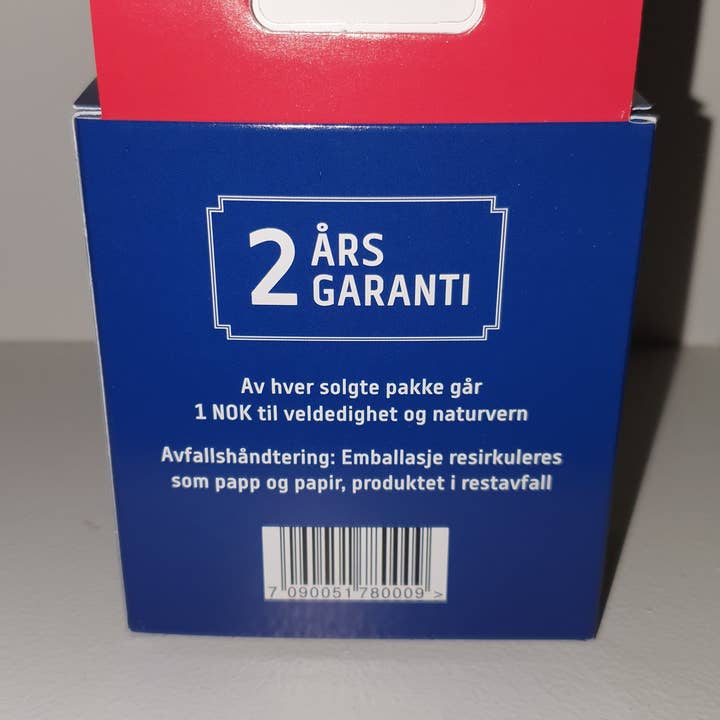 2 ÅRS
GARANTI
Av hver solgte pakke går
1 NOK til veldedighet og naturvern
Avfallshåndtering: Emballasje resirkuleres
som papp og papir, produktet i restavfall
7 090051 780009 >